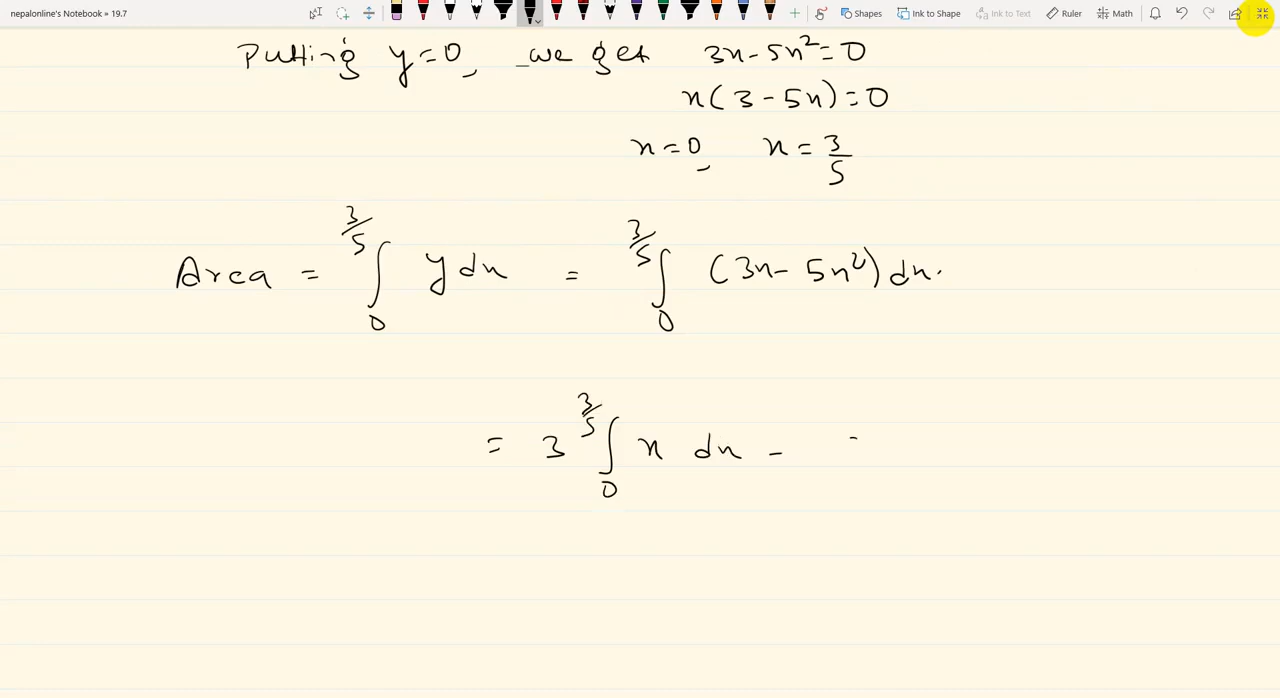 nepalonline's Notebook » 19.7
Shapes Ink to Shape Ink to Text Ruler Math
Putting y=0, we get 3x-5x²=0
x(3-5x)=0
x=0, x=3/5
Area = ∫₀^(3/5) y dx = ∫₀^(3/5) (3x-5x²) dx.
= 3 ∫₀^(3/5) x dx -